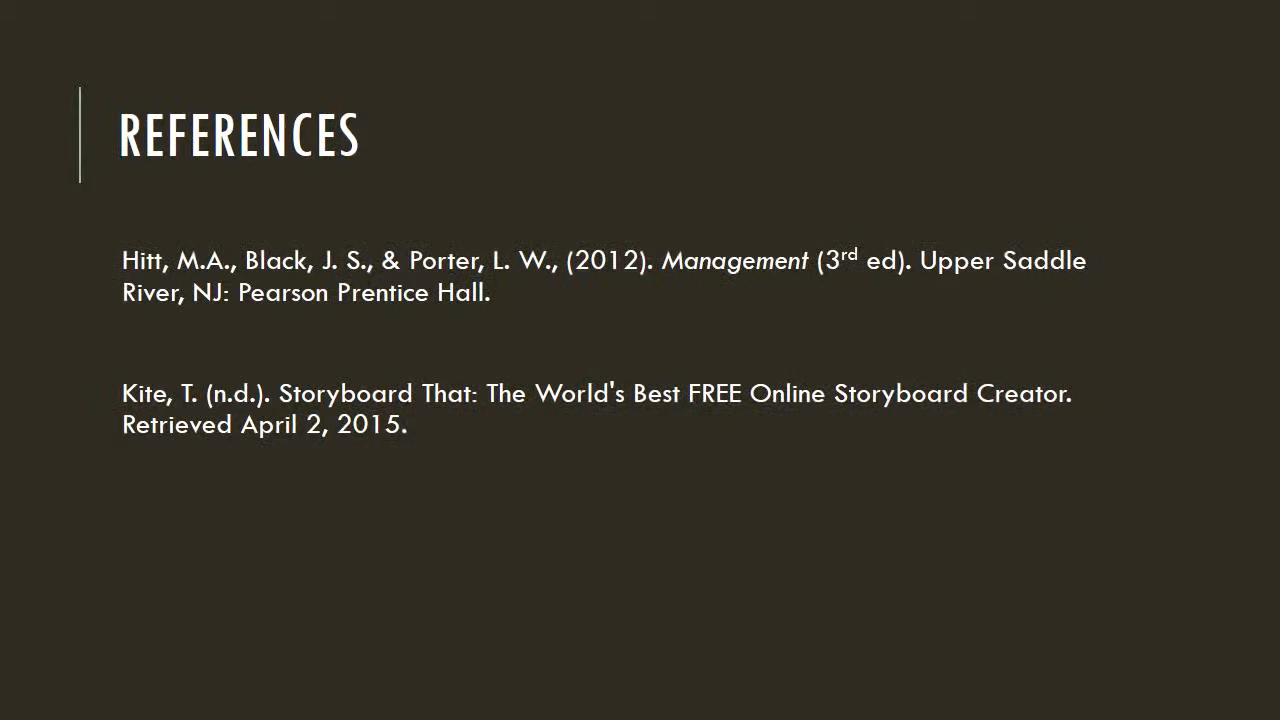 REFERENCES
Hitt, M.A., Black, J. S., & Porter, L. W., (2012). Management (3rd ed). Upper Saddle
River, NJ: Pearson Prentice Hall.
Kite, T. (n.d.). Storyboard That: The World's Best FREE Online Storyboard Creator.
Retrieved April 2, 2015.